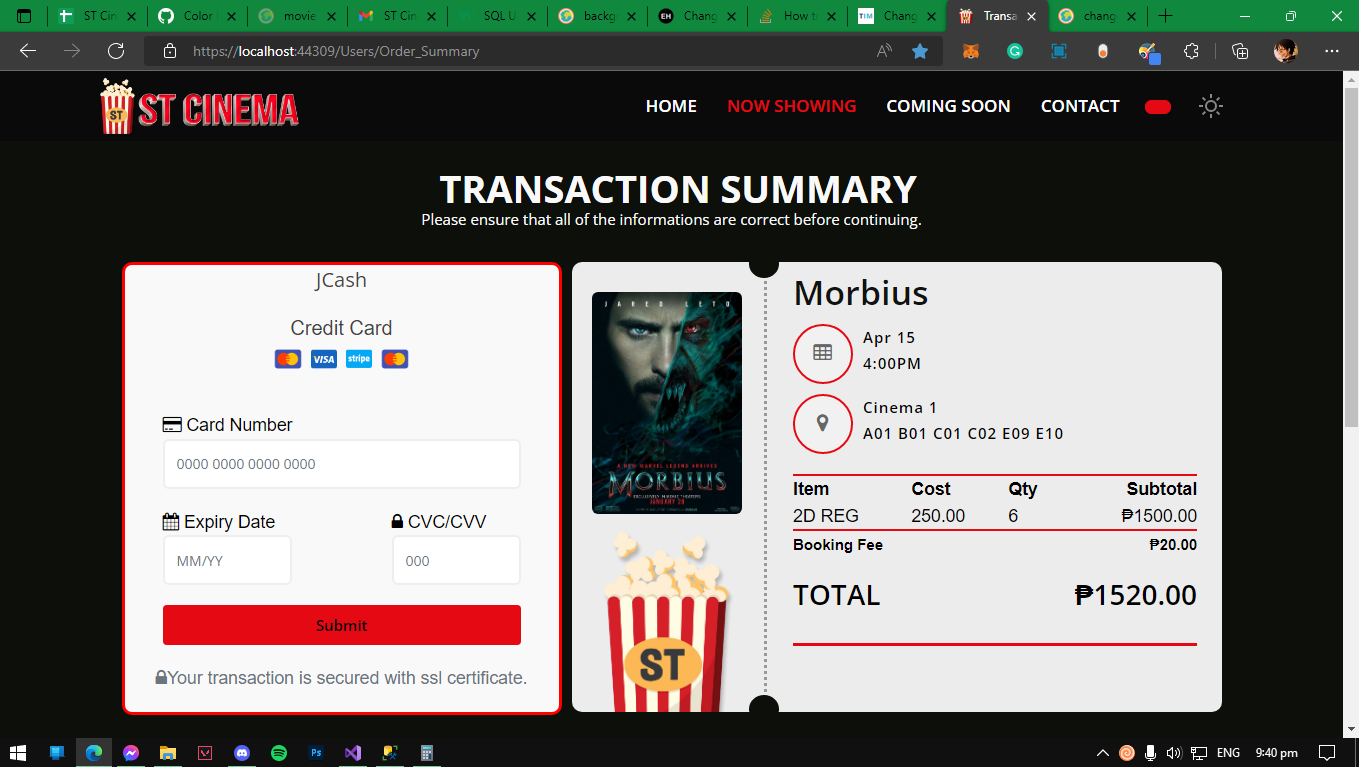 ST Cin
Color
movie
ST Cin
SQL U
backg
EH
Chang
How t
TIM
Chang
Transa
chang
https://localhost:44309/Users/Order_Summary
ST
ST CINEMA
HOME
NOW SHOWING
COMING SOON
CONTACT
TRANSACTION SUMMARY
Please ensure that all of the informations are correct before continuing.
JCash
Credit Card
VISA
stripe
Card Number
0000 0000 0000 0000
Expiry Date
CVC/CVV
MM/YY
000
Submit
Your transaction is secured with ssl certificate.
JARED LETO
A NEW MARVEL LEGEND ARRIVES
MORBIUS
EXCLUSIVELY IN MOVIE THEATERS
JANUARY 28
ST
Morbius
Apr 15
4:00PM
Cinema 1
A01 B01 C01 C02 E09 E10
Item Cost Qty Subtotal
2D REG 250.00 6 ₱1500.00
Booking Fee ₱20.00
TOTAL ₱1520.00
Ps
ENG
9:40 pm